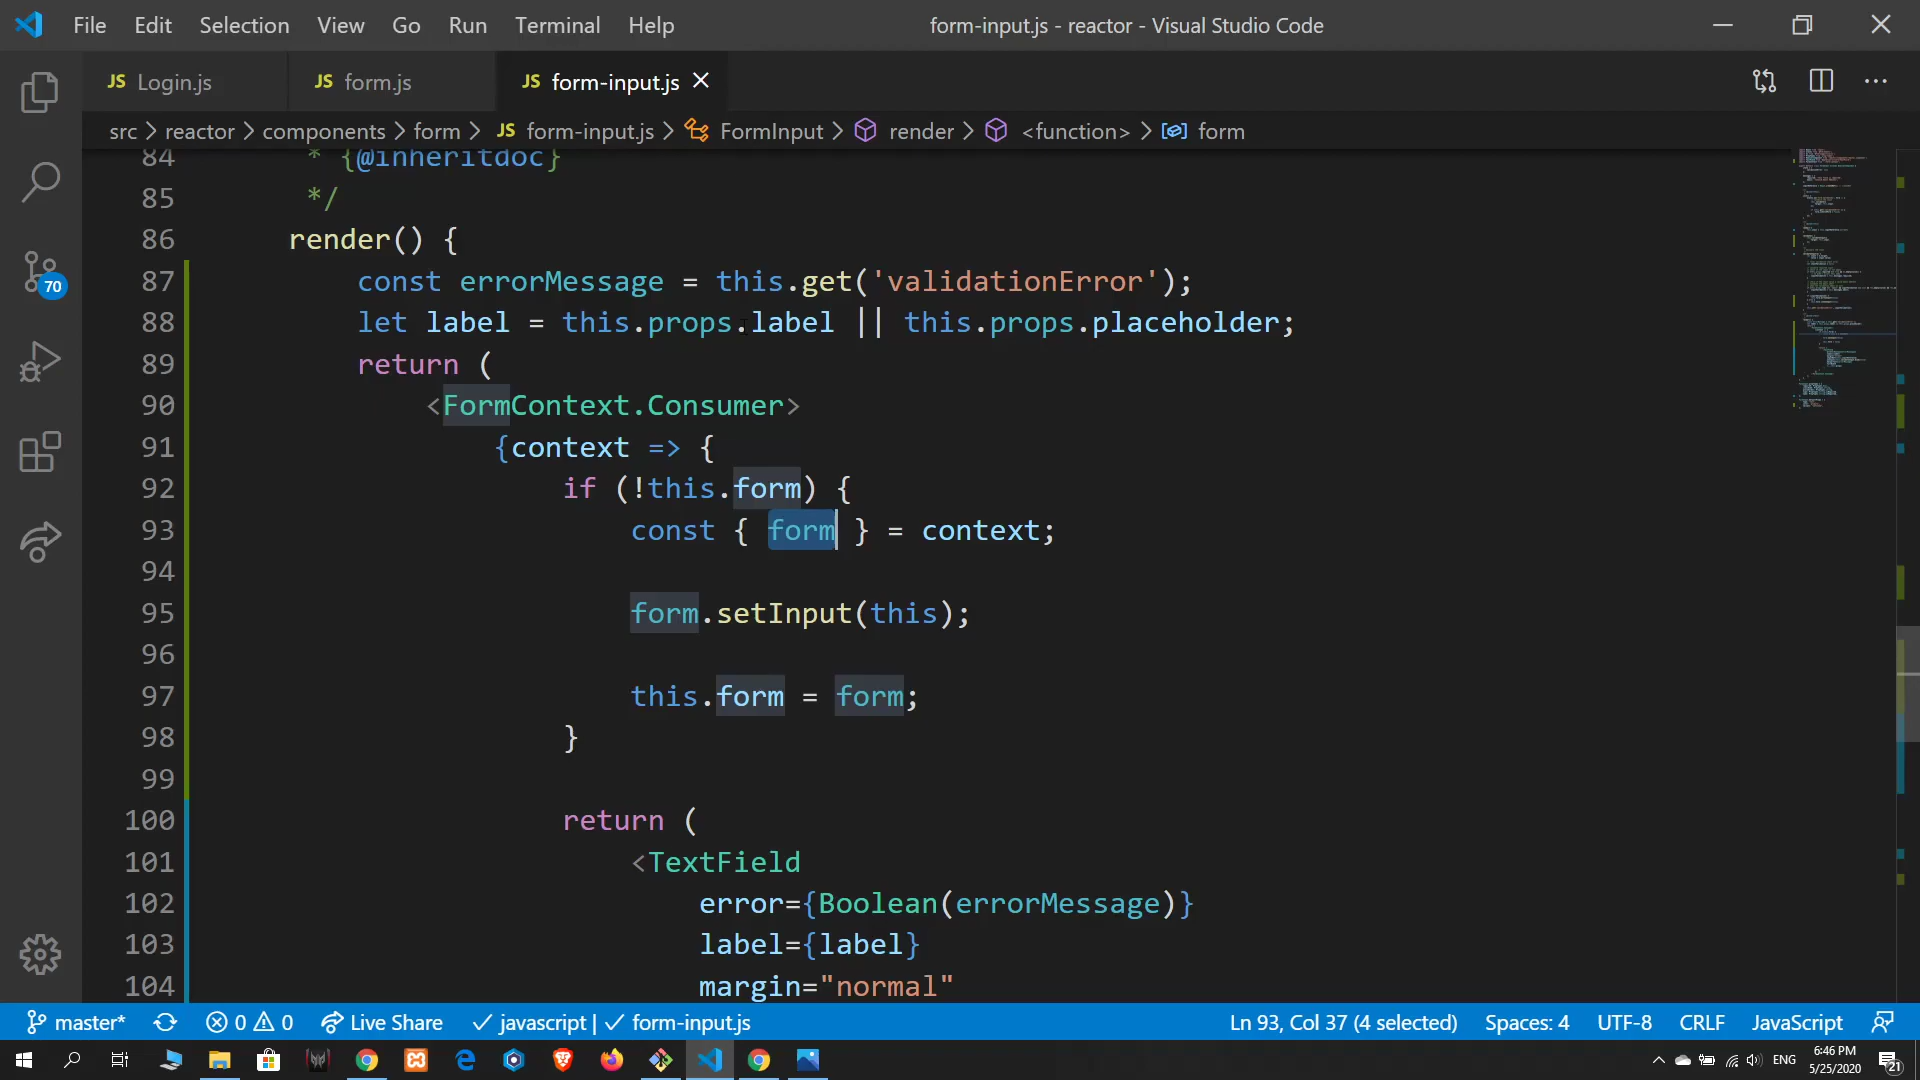 File Edit Selection View Go Run Terminal Help form-input.js - reactor - Visual Studio Code
JS Login.js JS form.js JS form-input.js
src > reactor > components > form > JS form-input.js > FormInput > render > <function> > form
84 * {@inheritdoc}
85 */
86 render() {
87 const errorMessage = this.get('validationError');
88 let label = this.props.label || this.props.placeholder;
89 return (
90 <FormContext.Consumer>
91 {context => {
92 if (!this.form) {
93 const { form } = context;
94
95 form.setInput(this);
96
97 this.form = form;
98 }
99
100 return (
101 <TextField
102 error={Boolean(errorMessage)}
103 label={label}
104 margin="normal"
70
master* 0 0 Live Share javascript | form-input.js Ln 93, Col 37 (4 selected) Spaces: 4 UTF-8 CRLF JavaScript
ENG 6:46 PM 21
5/25/2020